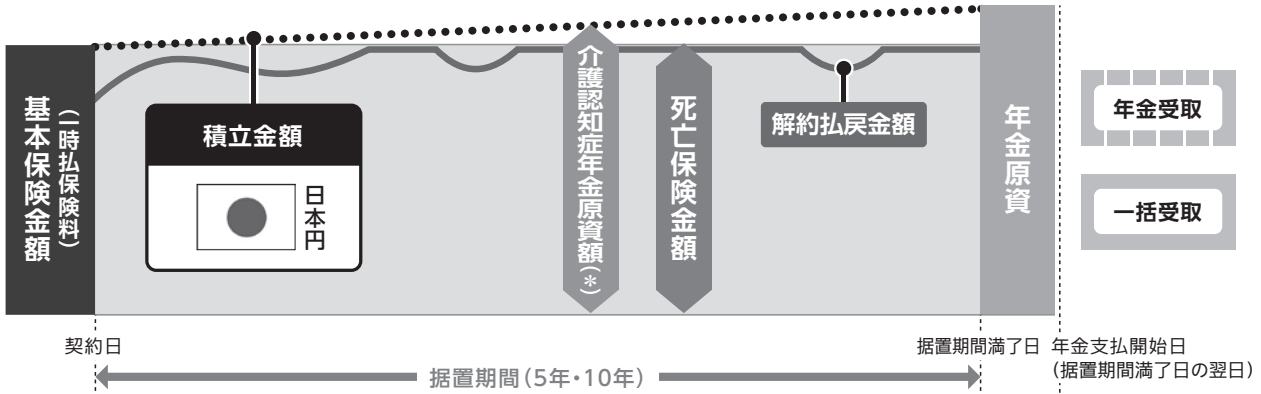 基本保険金額
(一時払保険料)
積立金額
日本円
介護認知症年金原資額(*)
死亡保険金額
解約払戻金額
年金原資
年金受取
一括受取
契約日
据置期間満了日
年金支払開始日
(据置期間満了日の翌日)
据置期間(5年・10年)